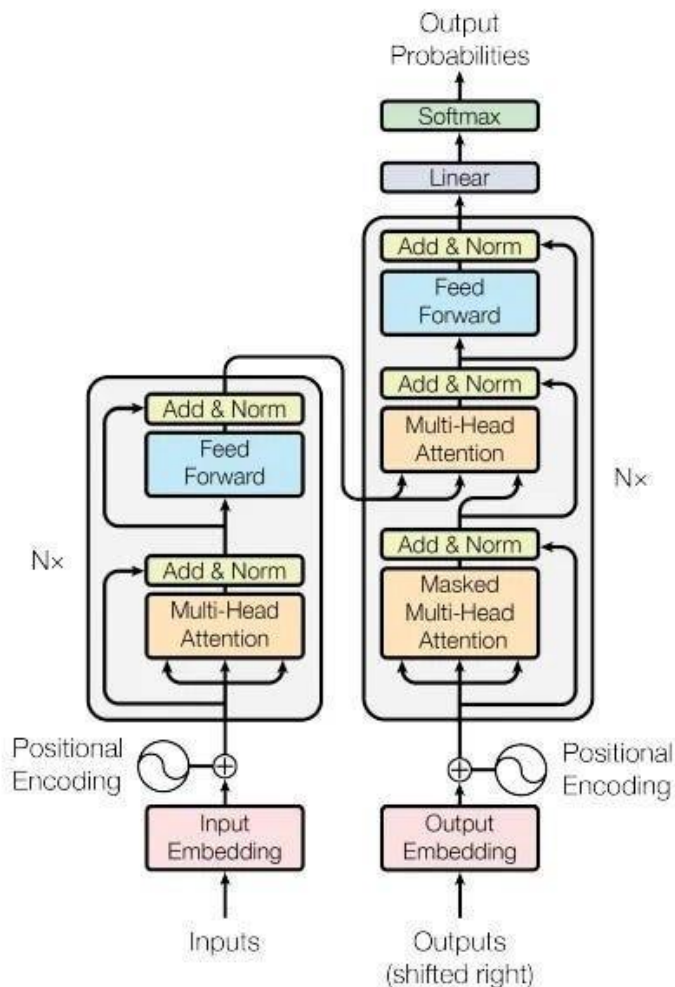 Output
Probabilities
Softmax
Linear
Add & Norm
Feed
Forward
Add & Norm
Multi-Head
Attention
Add & Norm
Masked
Multi-Head
Attention
Nx
Add & Norm
Feed
Forward
Add & Norm
Multi-Head
Attention
Nx
Positional
Encoding
Input
Embedding
Inputs
Positional
Encoding
Output
Embedding
Outputs
(shifted right)